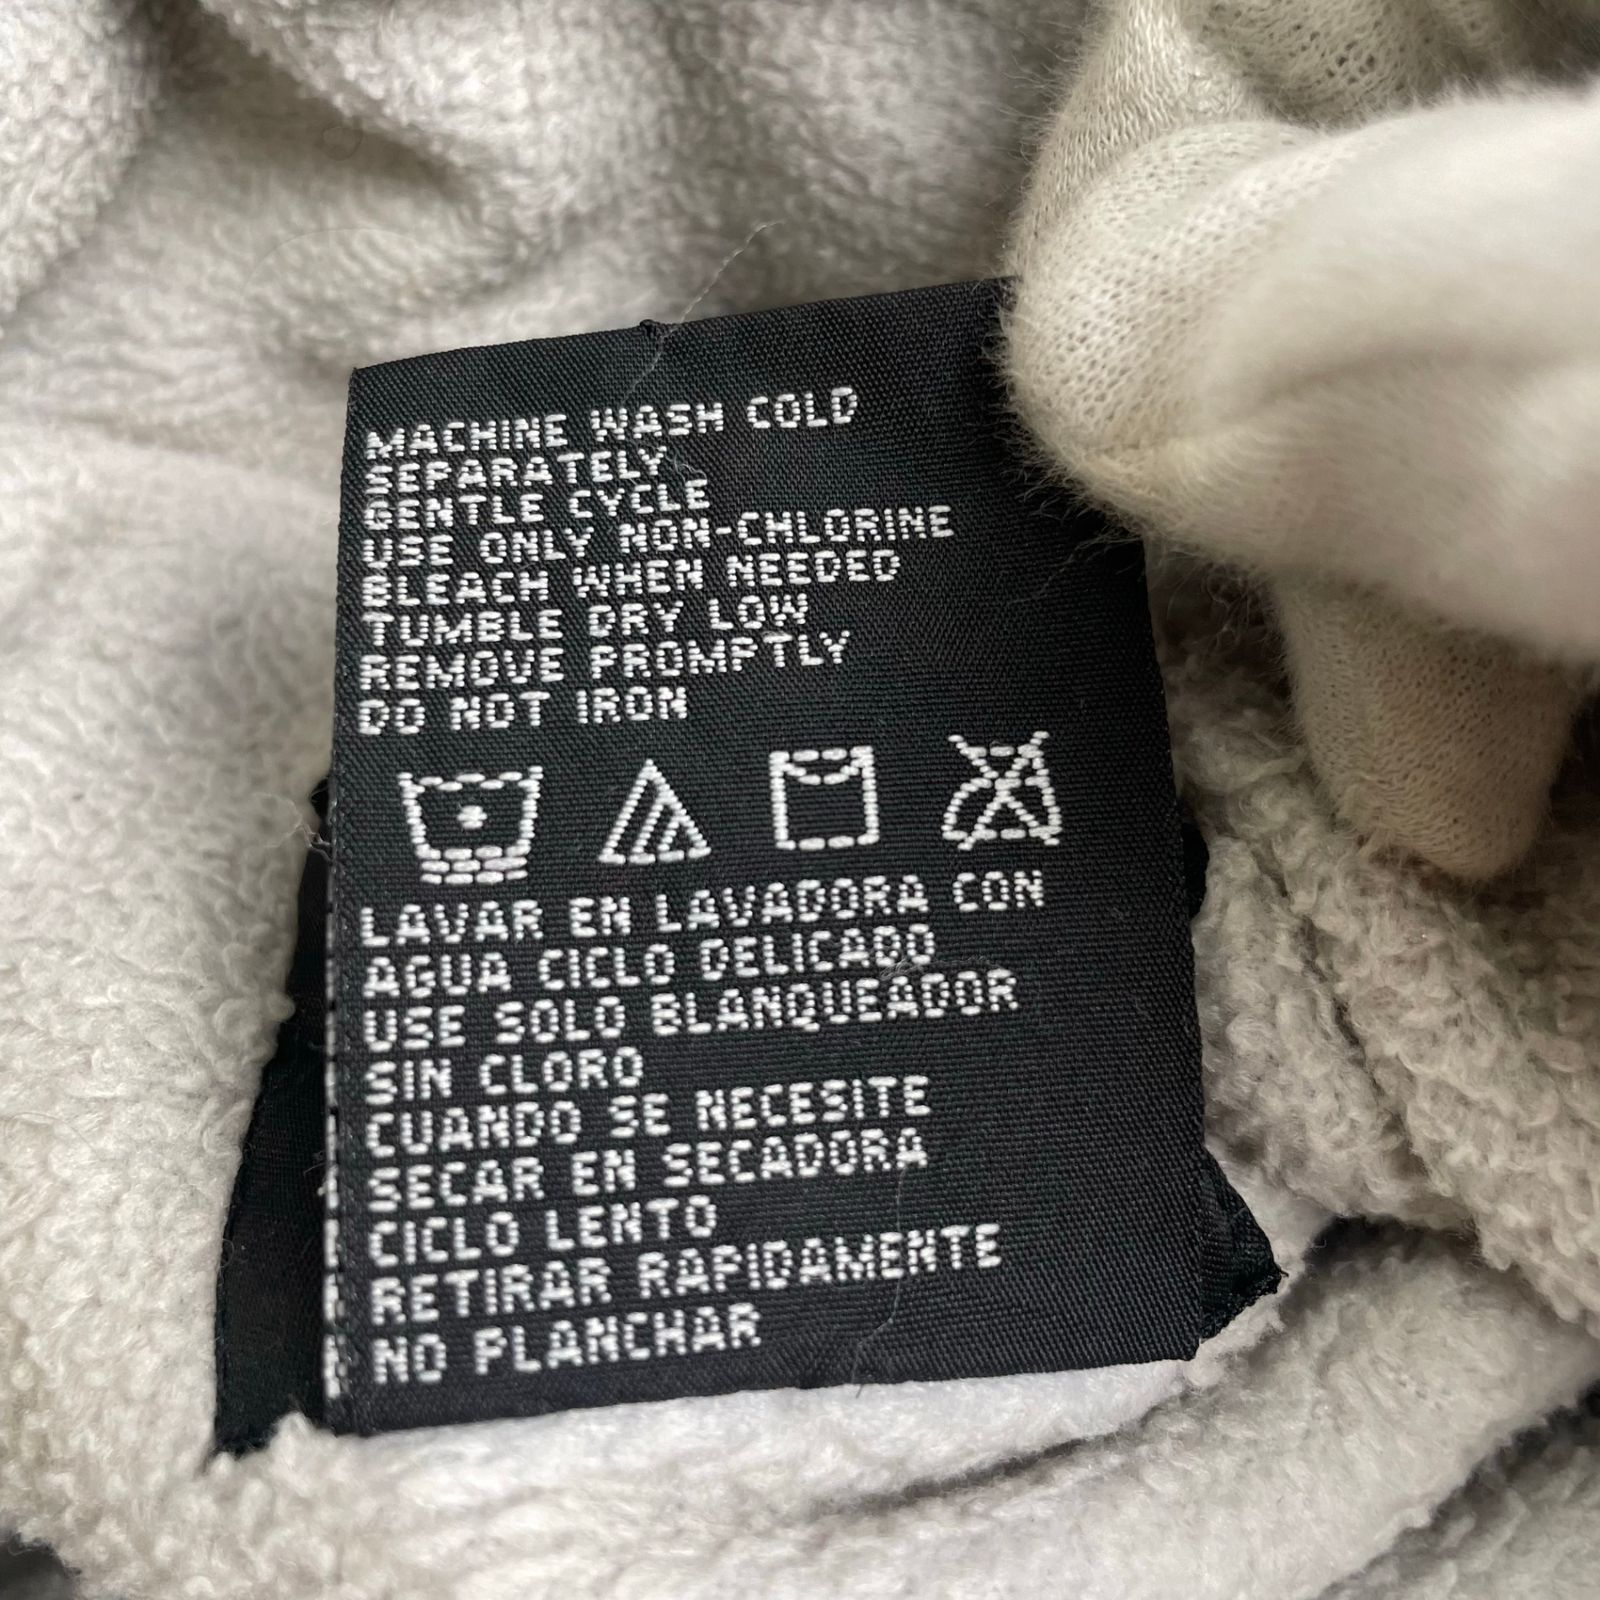 MACHINE WASH COLD
SEPARATELY
GENTLE CYCLE
USE ONLY NON-CHLORINE
BLEACH WHEN NEEDED
TUMBLE DRY LOW
REMOVE PROMPTLY
DO NOT IRON
LAVAR EN LAVADORA CON
AGUA CICLO DELICADO
USE SOLO BLANQUEADOR
SIN CLORO
CUANDO SE NECESITE
SECAR EN SECADORA
CICLO LENTO
RETIRAR RAPIDAMENTE
NO PLANCHAR